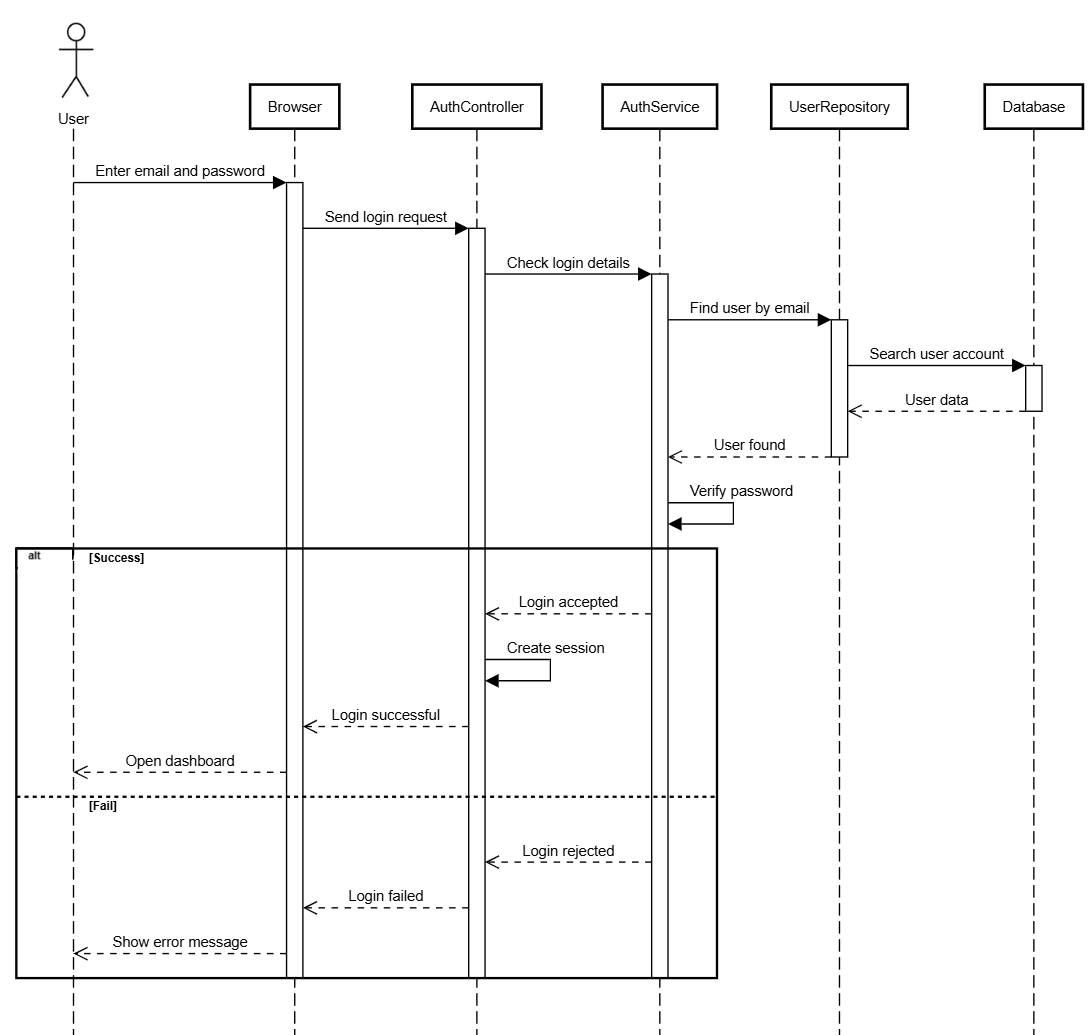 User
Browser
AuthController
AuthService
UserRepository
Database
Enter email and password
Send login request
Check login details
Find user by email
Search user account
User data
User found
Verify password
alt
[Success]
Login accepted
Create session
Login successful
Open dashboard
[Fail]
Login rejected
Login failed
Show error message